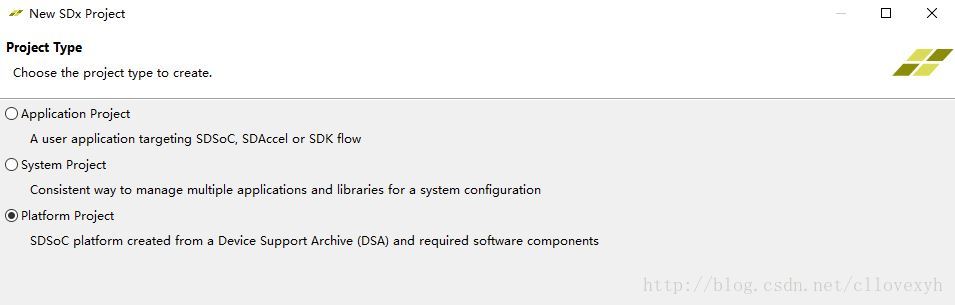 New SDx Project
Project Type
Choose the project type to create.
Application Project
A user application targeting SDSoC, SDAccel or SDK flow
System Project
Consistent way to manage multiple applications and libraries for a system configuration
Platform Project
SDSoC platform created from a Device Support Archive (DSA) and required software components
http://blog.csdn.net/cllovexyh